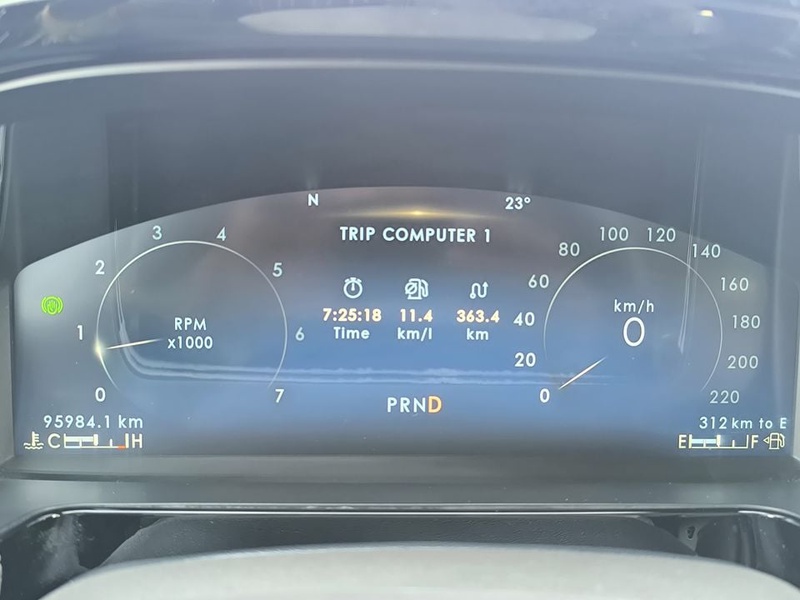 N 23°
TRIP COMPUTER 1
7:25:18 11.4 363.4
Time km/l km
0 1 2 3 4 5 6 7
RPM
x1000
0 20 40 60 80 100 120 140 160 180 200 220
km/h
0
PRND
95984.1 km
C H
312 km to E
E F